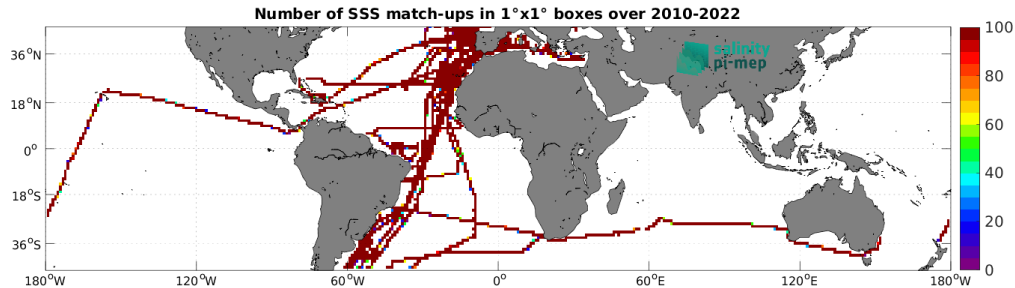 Number of SSS match-ups in 1°x1° boxes over 2010-2022
36°N
18°N
0°
18°S
36°S
180°W
120°W
60°W
0°
60°E
120°E
180°E
100
80
60
40
20
0
salinity
pi-mep